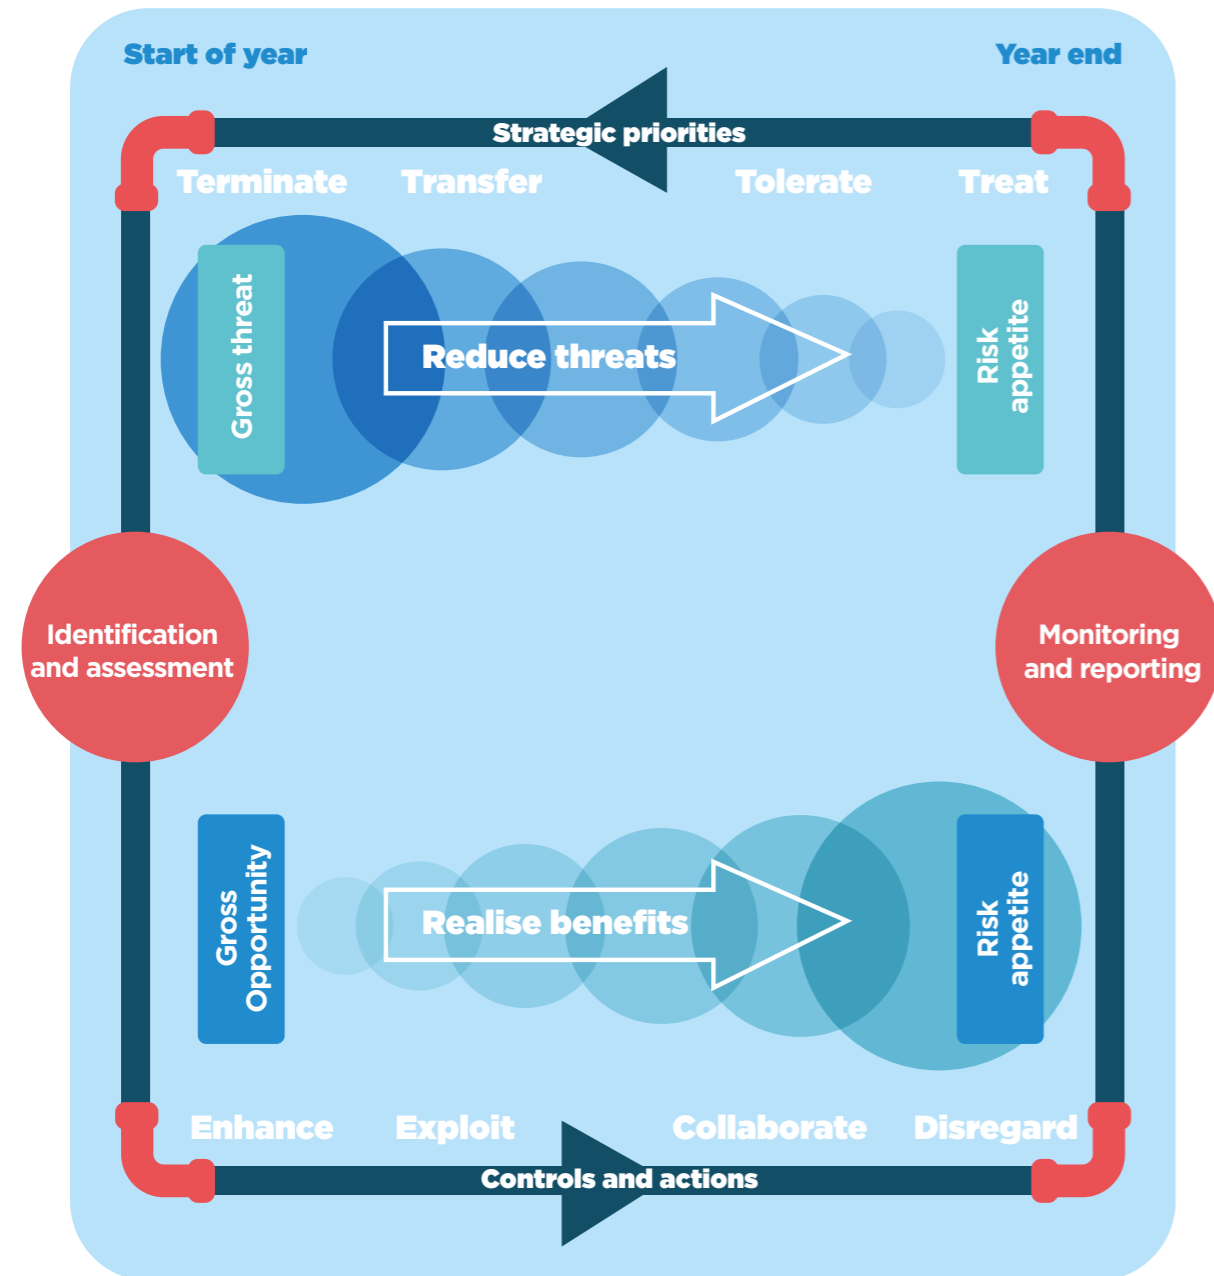 Start of year
Year end
Strategic priorities
Terminate
Transfer
Tolerate
Treat
Gross threat
Reduce threats
Risk
appetite
Identification
and assessment
Monitoring
and reporting
Gross
Opportunity
Realise benefits
Risk
appetite
Enhance
Exploit
Collaborate
Disregard
Controls and actions